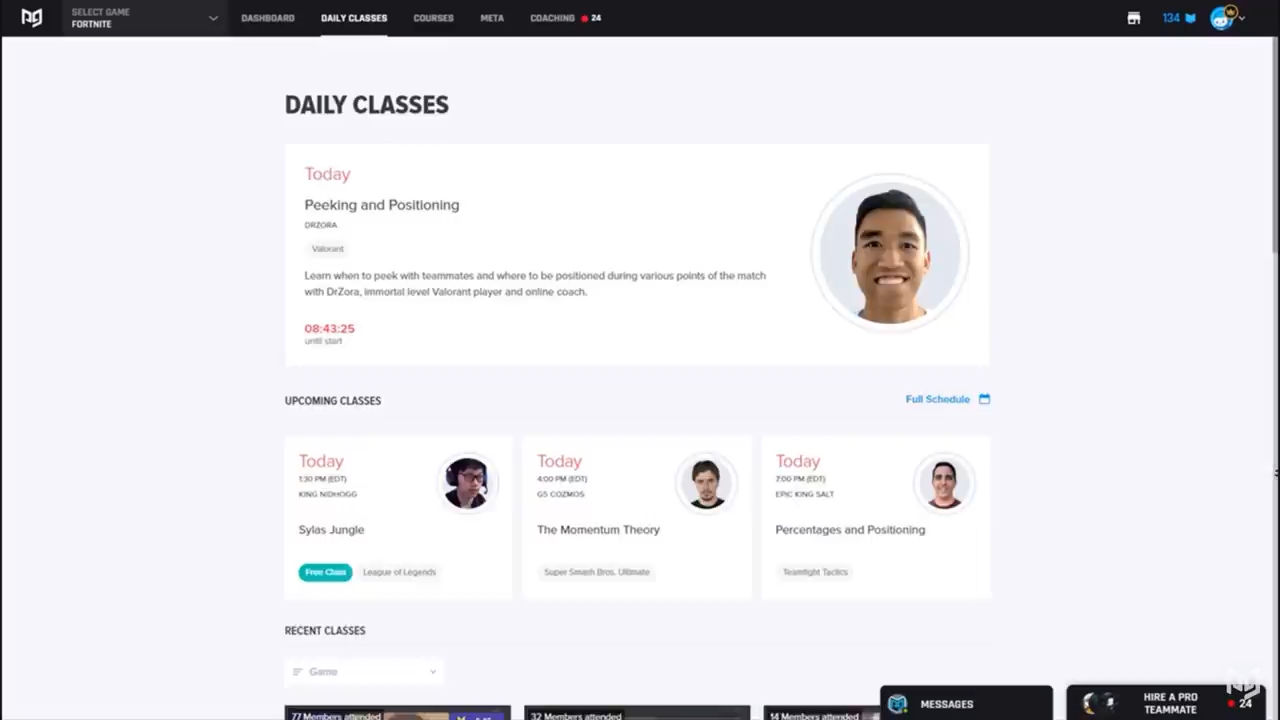 SELECT GAME
FORTNITE
DASHBOARD
DAILY CLASSES
COURSES
META
COACHING 24
134
DAILY CLASSES
Today
Peeking and Positioning
DRZORA
Valorant
Learn when to peek with teammates and where to be positioned during various points of the match
with DrZora, immortal level Valorant player and online coach.
08:43:25
until start
UPCOMING CLASSES
Full Schedule
Today
1:30 PM (EDT)
KING NIDHOGG
Sylas Jungle
Free Class
League of Legends
Today
4:00 PM (EDT)
G5 COZMOS
The Momentum Theory
Super Smash Bros. Ultimate
Today
7:00 PM (EDT)
EPIC KING SALT
Percentages and Positioning
Teamfight Tactics
RECENT CLASSES
Game
77 Members attended
32 Members attended
14 Members attended
MESSAGES
HIRE A PRO
TEAMMATE
24